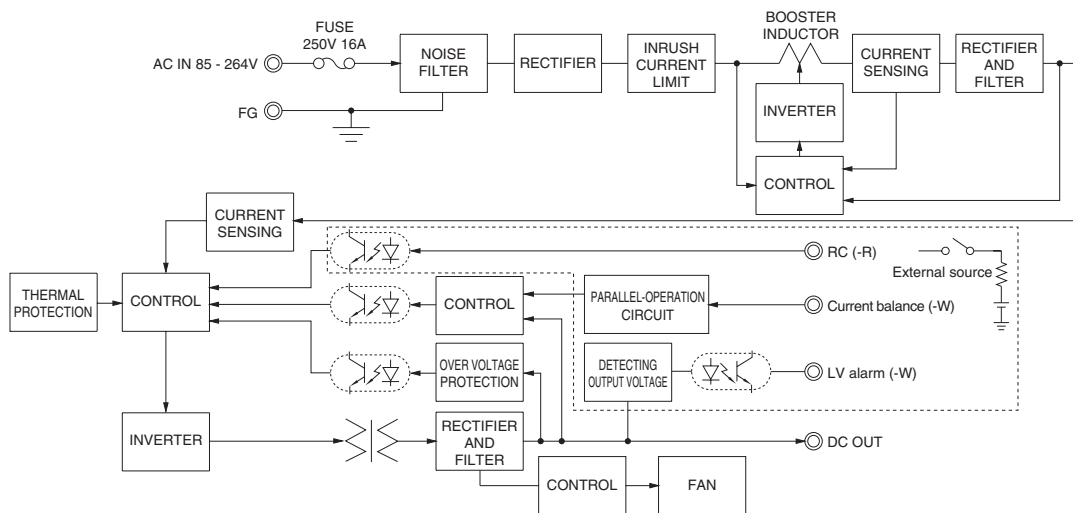 FUSE
250V 16A
AC IN 85 - 264V
FG
NOISE
FILTER
RECTIFIER
INRUSH
CURRENT
LIMIT
BOOSTER
INDUCTOR
CURRENT
SENSING
RECTIFIER
AND
FILTER
INVERTER
CONTROL
CURRENT
SENSING
RC (-R)
External source
THERMAL
PROTECTION
CONTROL
CONTROL
PARALLEL-OPERATION
CIRCUIT
Current balance (-W)
OVER VOLTAGE
PROTECTION
DETECTING
OUTPUT VOLTAGE
LV alarm (-W)
INVERTER
RECTIFIER
AND
FILTER
DC OUT
CONTROL
FAN